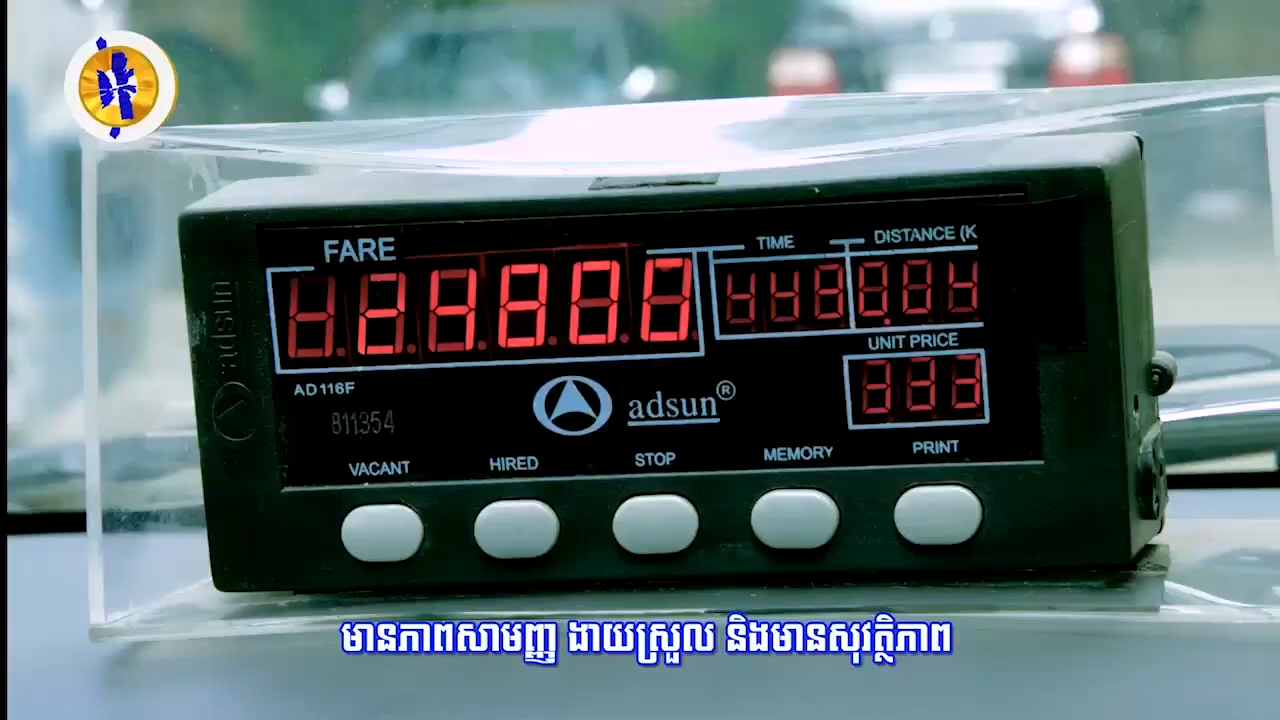 FARE
TIME
DISTANCE (K
UNIT PRICE
AD116F
811354
adsun®
adsun
VACANT
HIRED
STOP
MEMORY
PRINT
មានភាពសាមញ្ញ ងាយស្រួល និងមានសុវត្ថិភាព